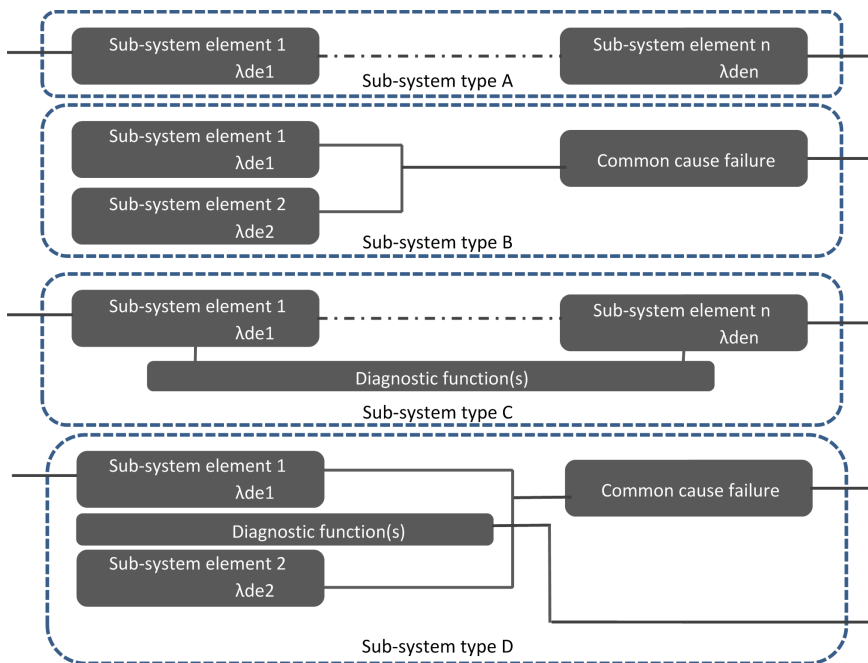 Sub-system element 1
λde1
Sub-system element n
λden
Sub-system type A
Sub-system element 1
λde1
Sub-system element 2
λde2
Common cause failure
Sub-system type B
Sub-system element 1
λde1
Sub-system element n
λden
Diagnostic function(s)
Sub-system type C
Sub-system element 1
λde1
Diagnostic function(s)
Sub-system element 2
λde2
Common cause failure
Sub-system type D